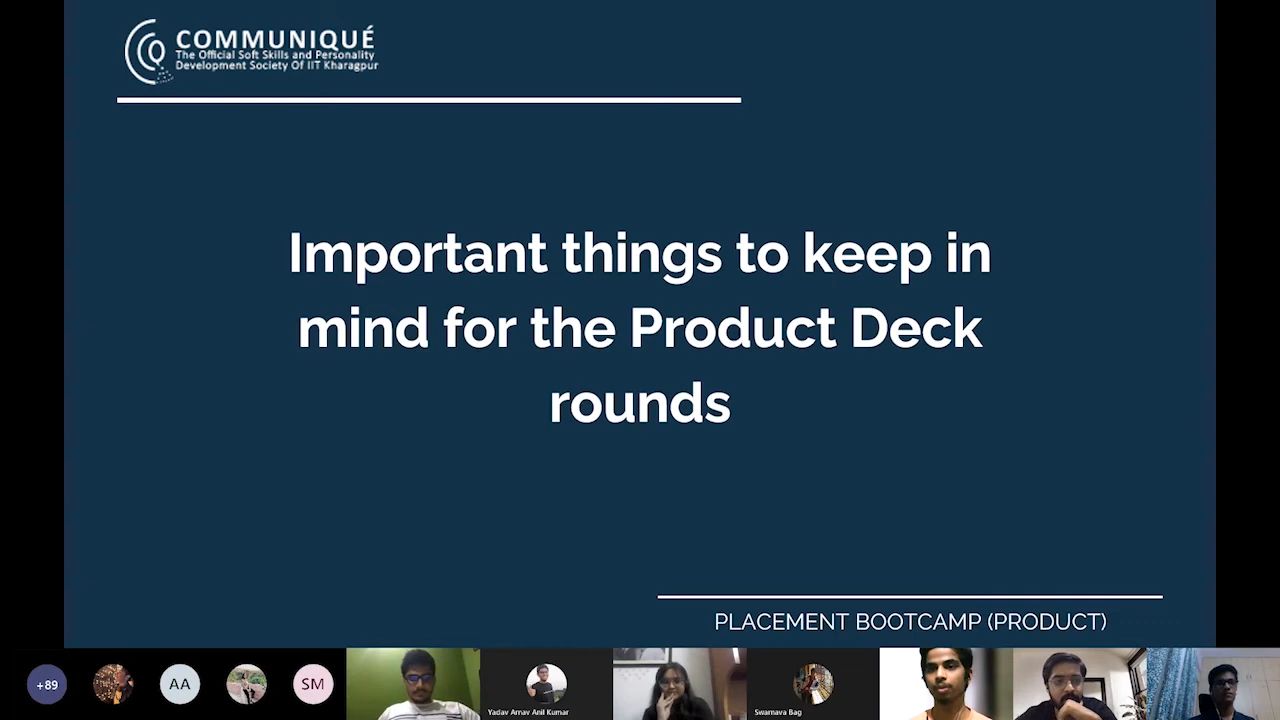 COMMUNIQUÉ
The Official Soft Skills and Personality
Development Society Of IIT Kharagpur
Important things to keep in
mind for the Product Deck
rounds
PLACEMENT BOOTCAMP (PRODUCT)
+89
AA
SM
Yadav Arnav Anil Kumar
Swarnava Bag